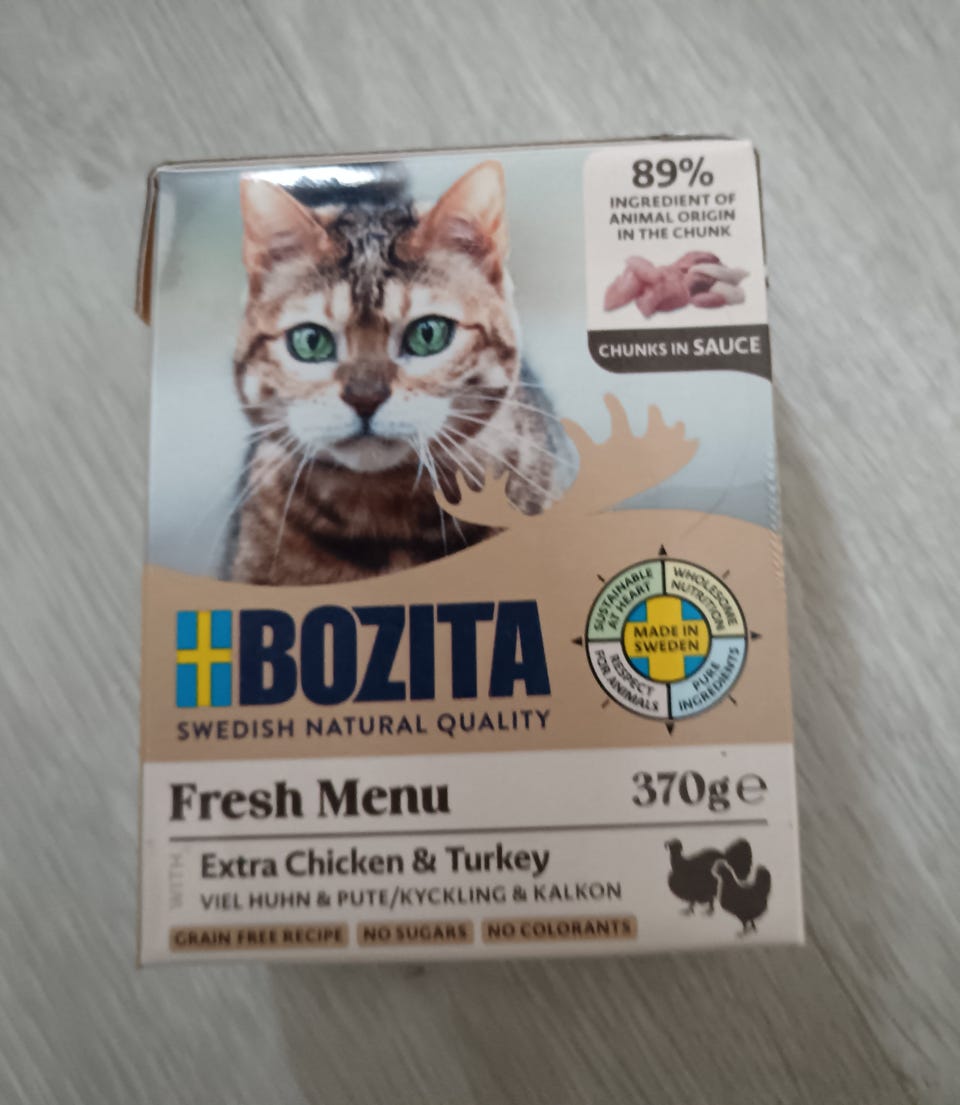 89%
INGREDIENT OF
ANIMAL ORIGIN
IN THE CHUNK
CHUNKS IN SAUCE
BOZITA
SWEDISH NATURAL QUALITY
SUSTAINABLE
AT HEART
WHOLESOME
NUTRITION
MADE IN
SWEDEN
RESPECT
FOR ANIMALS
PURE
INGREDIENTS
Fresh Menu 370g℮
WITH
Extra Chicken & Turkey
VIEL HUHN & PUTE/KYCKLING & KALKON
GRAIN FREE RECIPE NO SUGARS NO COLORANTS